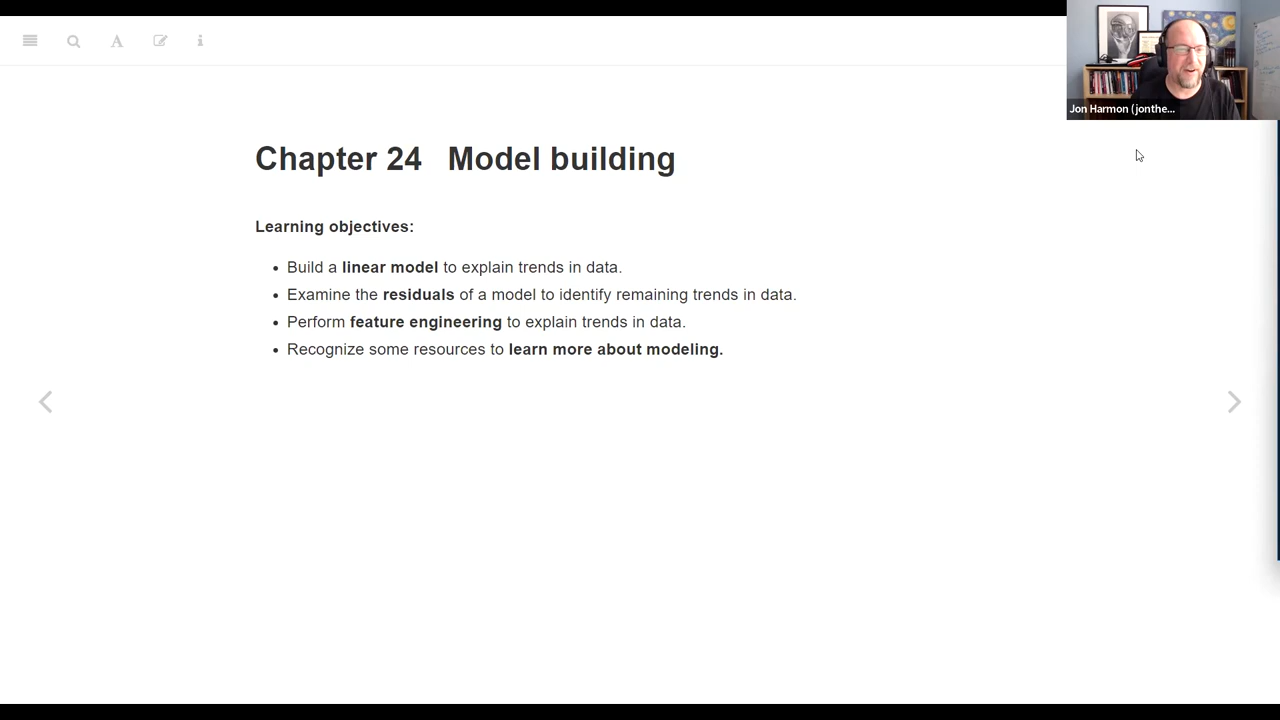 Jon Harmon (jonthe...
Chapter 24 Model building
Learning objectives:
• Build a linear model to explain trends in data.
• Examine the residuals of a model to identify remaining trends in data.
• Perform feature engineering to explain trends in data.
• Recognize some resources to learn more about modeling.